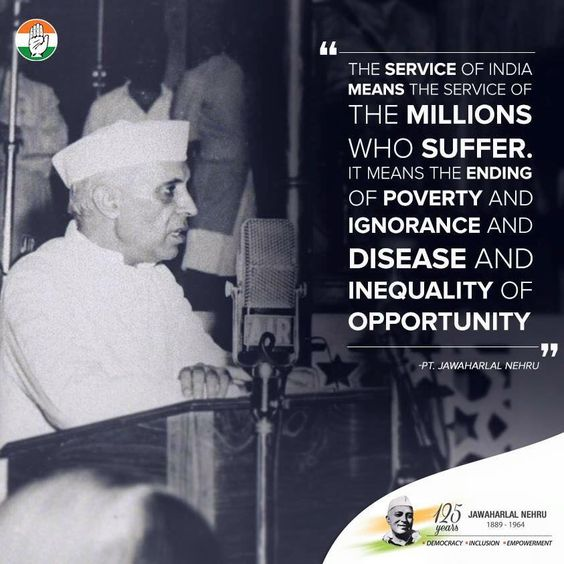 “
THE SERVICE OF INDIA
MEANS THE SERVICE OF
THE MILLIONS
WHO SUFFER.
IT MEANS THE ENDING
OF POVERTY AND
IGNORANCE AND
DISEASE AND
INEQUALITY OF
OPPORTUNITY
”
-PT. JAWAHARLAL NEHRU
125
years
JAWAHARLAL NEHRU
1889 - 1964
• DEMOCRACY • INCLUSION • EMPOWERMENT